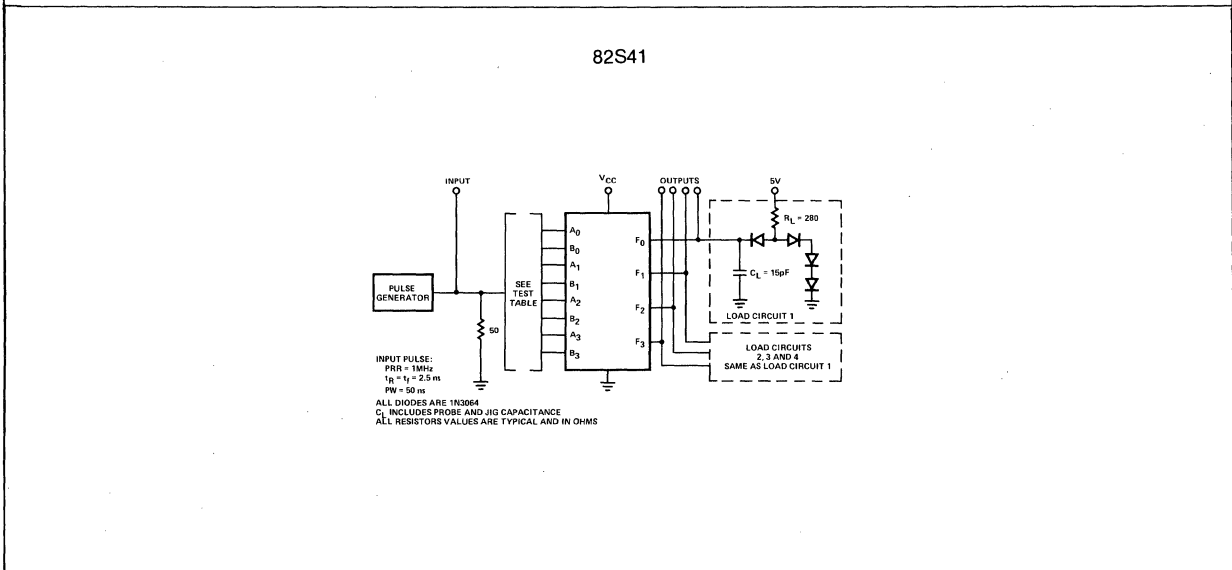 82S41
INPUT
VCC
OUTPUTS
5V
RL = 280
A0
B0
A1
B1
A2
B2
A3
B3
F0
F1
F2
F3
PULSE
GENERATOR
SEE
TEST
TABLE
50
CL = 15pF
LOAD CIRCUIT 1
LOAD CIRCUITS
2, 3 AND 4
SAME AS LOAD CIRCUIT 1
INPUT PULSE:
PRR = 1MHz
tR = tf = 2.5 ns
PW = 50 ns
ALL DIODES ARE 1N3064
CL INCLUDES PROBE AND JIG CAPACITANCE
ALL RESISTORS VALUES ARE TYPICAL AND IN OHMS